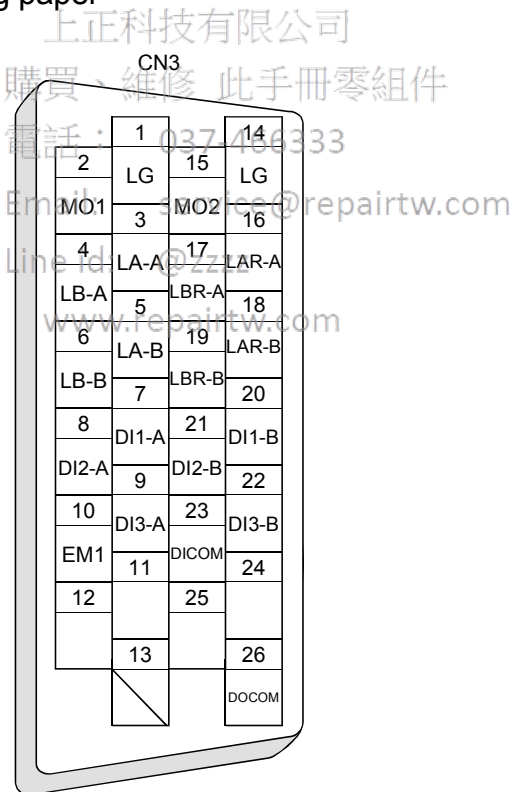 g paper
上正科技有限公司
CN3
購買、維修 此手冊零組件
電話： 037-466333
Email: service@repairtw.com
Line id: @zzzz
www.repairtw.com
1 14
2 LG 15 LG
MO1 3 MO2 16
4 LA-A 17 LAR-A
LB-A 5 LBR-A 18
6 LA-B 19 LAR-B
LB-B 7 LBR-B 20
8 DI1-A 21 DI1-B
DI2-A 9 DI2-B 22
10 DI3-A 23 DI3-B
EM1 11 DICOM 24
12 25
13 26
DOCOM